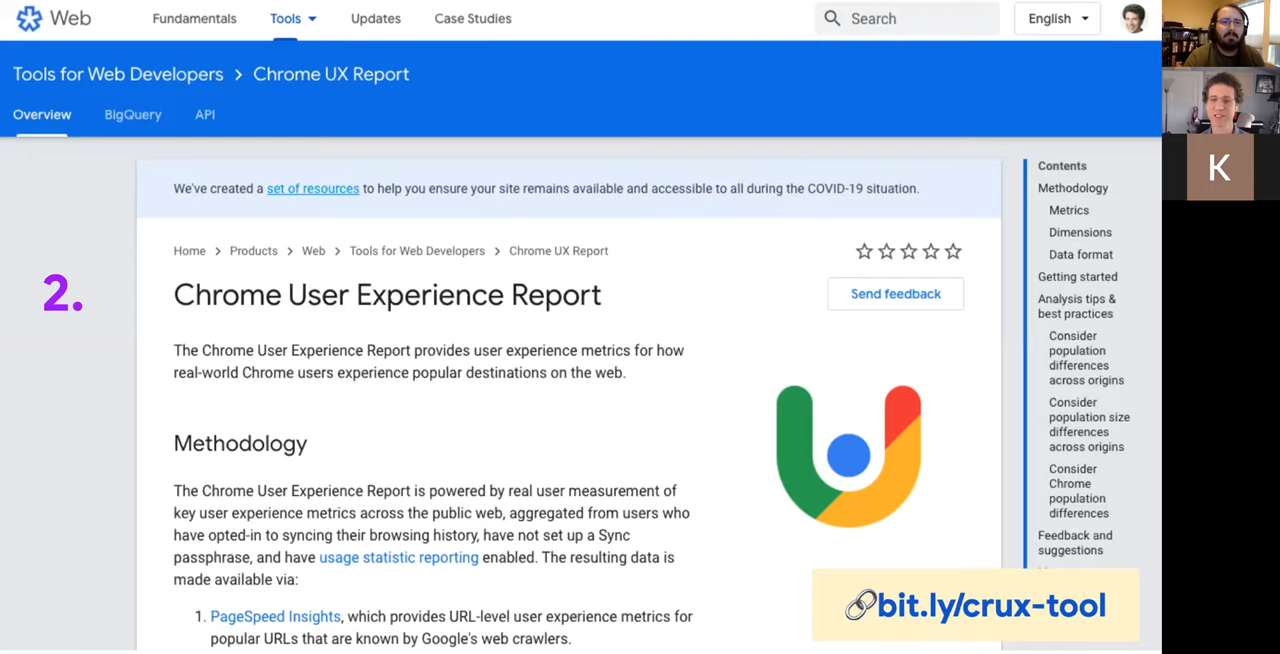 Web
Fundamentals
Tools
Updates
Case Studies
Search
English
Tools for Web Developers > Chrome UX Report
Overview
BigQuery
API
We've created a set of resources to help you ensure your site remains available and accessible to all during the COVID-19 situation.
Home > Products > Web > Tools for Web Developers > Chrome UX Report
2.
Chrome User Experience Report
Send feedback
The Chrome User Experience Report provides user experience metrics for how
real-world Chrome users experience popular destinations on the web.
Methodology
The Chrome User Experience Report is powered by real user measurement of
key user experience metrics across the public web, aggregated from users who
have opted-in to syncing their browsing history, have not set up a Sync
passphrase, and have usage statistic reporting enabled. The resulting data is
made available via:
1. PageSpeed Insights, which provides URL-level user experience metrics for
popular URLs that are known by Google's web crawlers.
Contents
Methodology
Metrics
Dimensions
Data format
Getting started
Analysis tips &
best practices
Consider
population
differences
across origins
Consider
population size
differences
across origins
Consider
Chrome
population
differences
Feedback and
suggestions
bit.ly/crux-tool
K